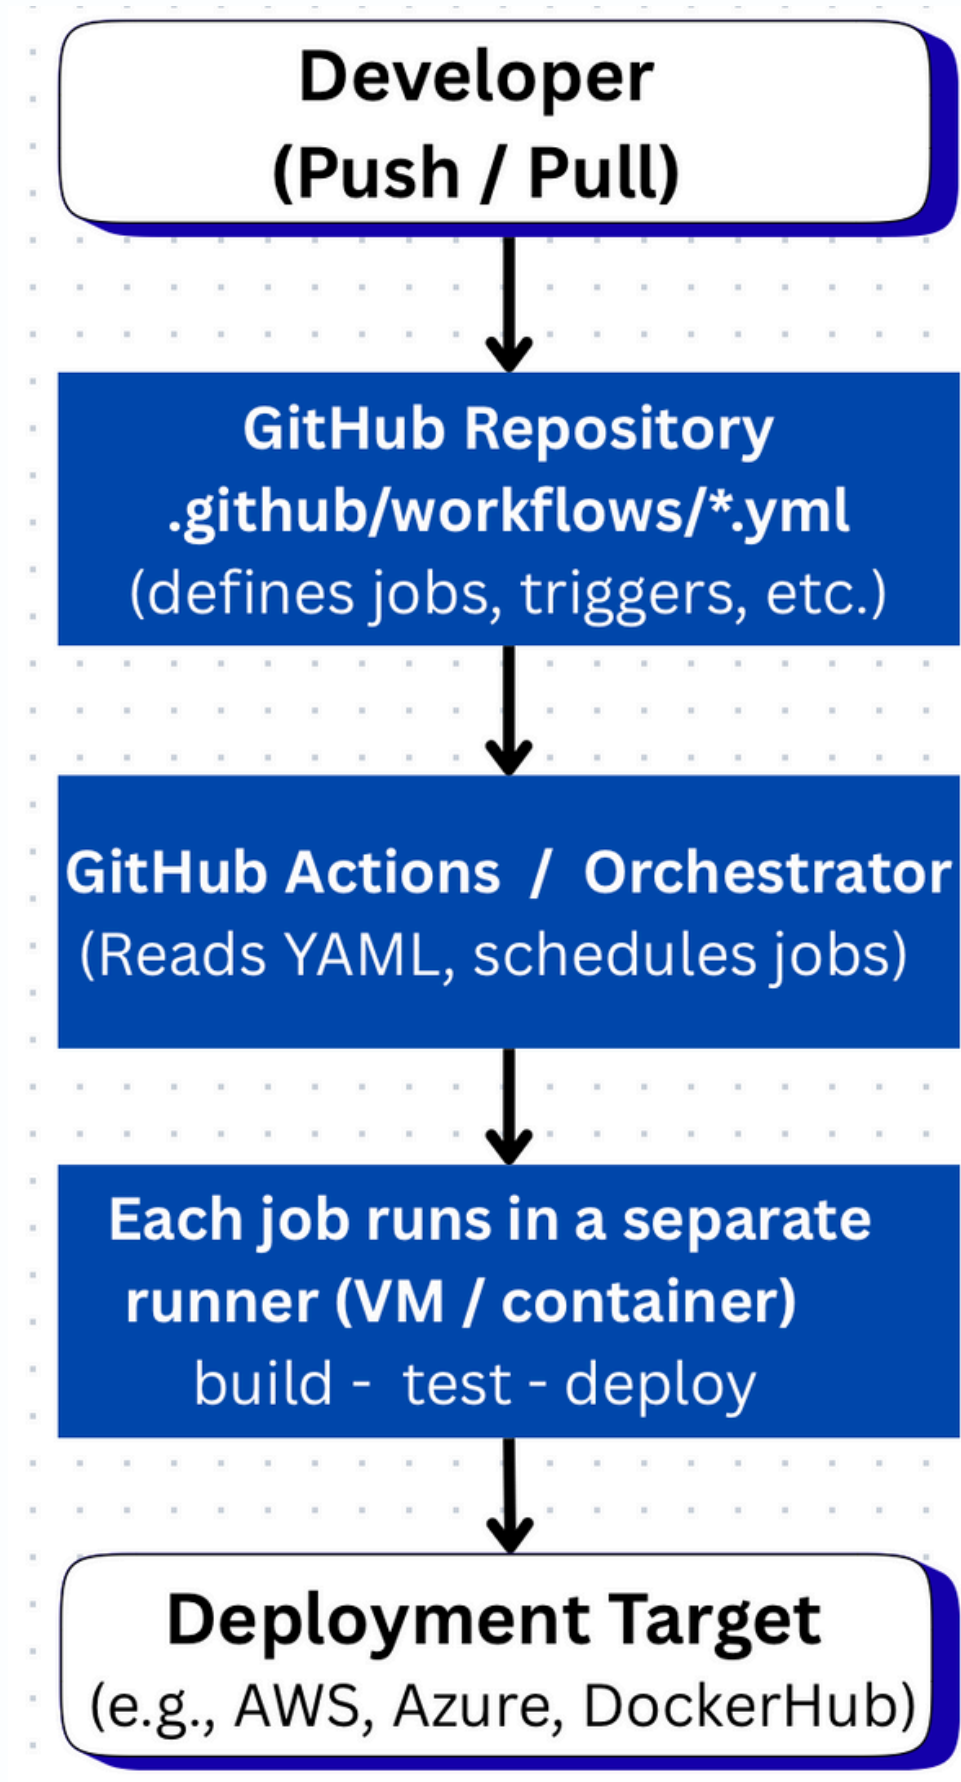 Developer
(Push / Pull)
GitHub Repository
.github/workflows/*.yml
(defines jobs, triggers, etc.)
GitHub Actions / Orchestrator
(Reads YAML, schedules jobs)
Each job runs in a separate
runner (VM / container)
build - test - deploy
Deployment Target
(e.g., AWS, Azure, DockerHub)